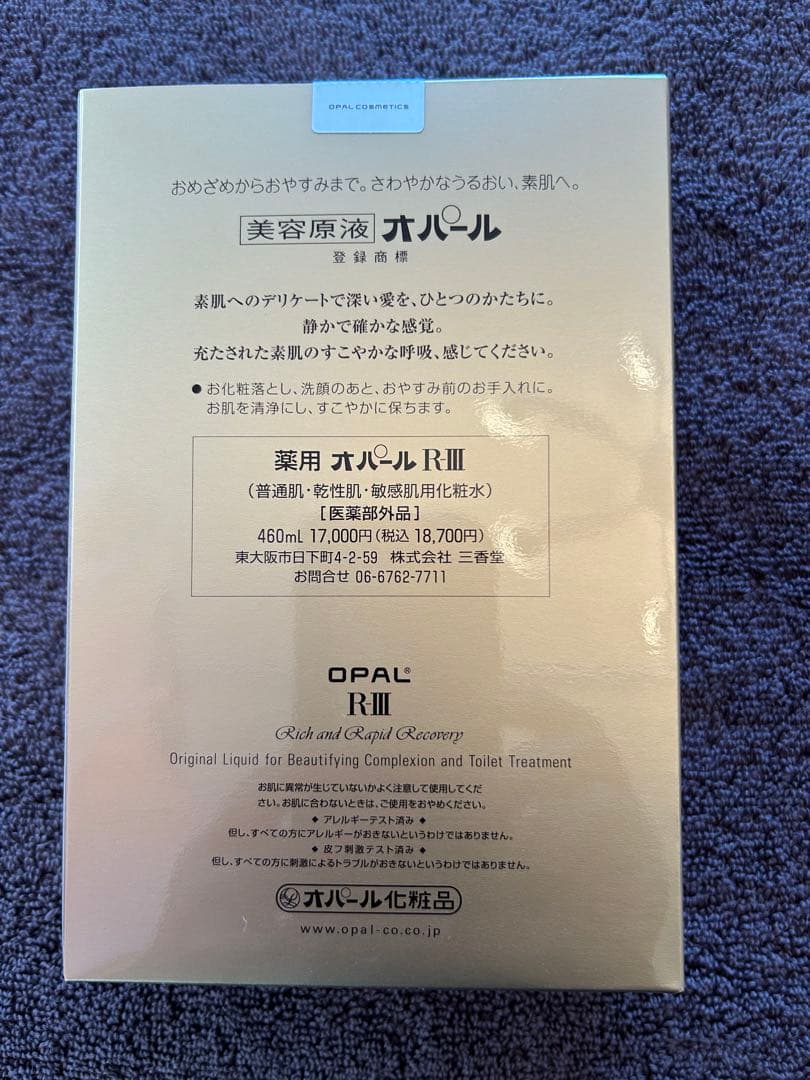 OPAL COSMETICS
おめざめからおやすみまで。さわやかなうるおい、素肌へ。
美容原液 オパール
登録商標
素肌へのデリケートで深い愛を、ひとつのかたちに。
静かで確かな感覚。
充たされた素肌のすこやかな呼吸、感じてください。
● お化粧落とし、洗顔のあと、おやすみ前のお手入れに。
お肌を清浄にし、すこやかに保ちます。
薬用 オパール R-III
(普通肌・乾性肌・敏感肌用化粧水)
[医薬部外品]
460mL 17,000円(税込 18,700円)
東大阪市日下町4-2-59 株式会社 三香堂
お問合せ 06-6762-7711
OPAL®
R-III
Rich and Rapid Recovery
Original Liquid for Beautifying Complexion and Toilet Treatment
お肌に異常が生じていないかよく注意して使用してくだ
さい。お肌に合わないときは、ご使用をおやめください。
◆ アレルギーテスト済み ◆
但し、すべての方にアレルギーがおきないというわけではありません。
◆ 皮フ刺激テスト済み ◆
但し、すべての方に刺激によるトラブルがおきないというわけではありません。
オパール化粧品
www.opal-co.co.jp